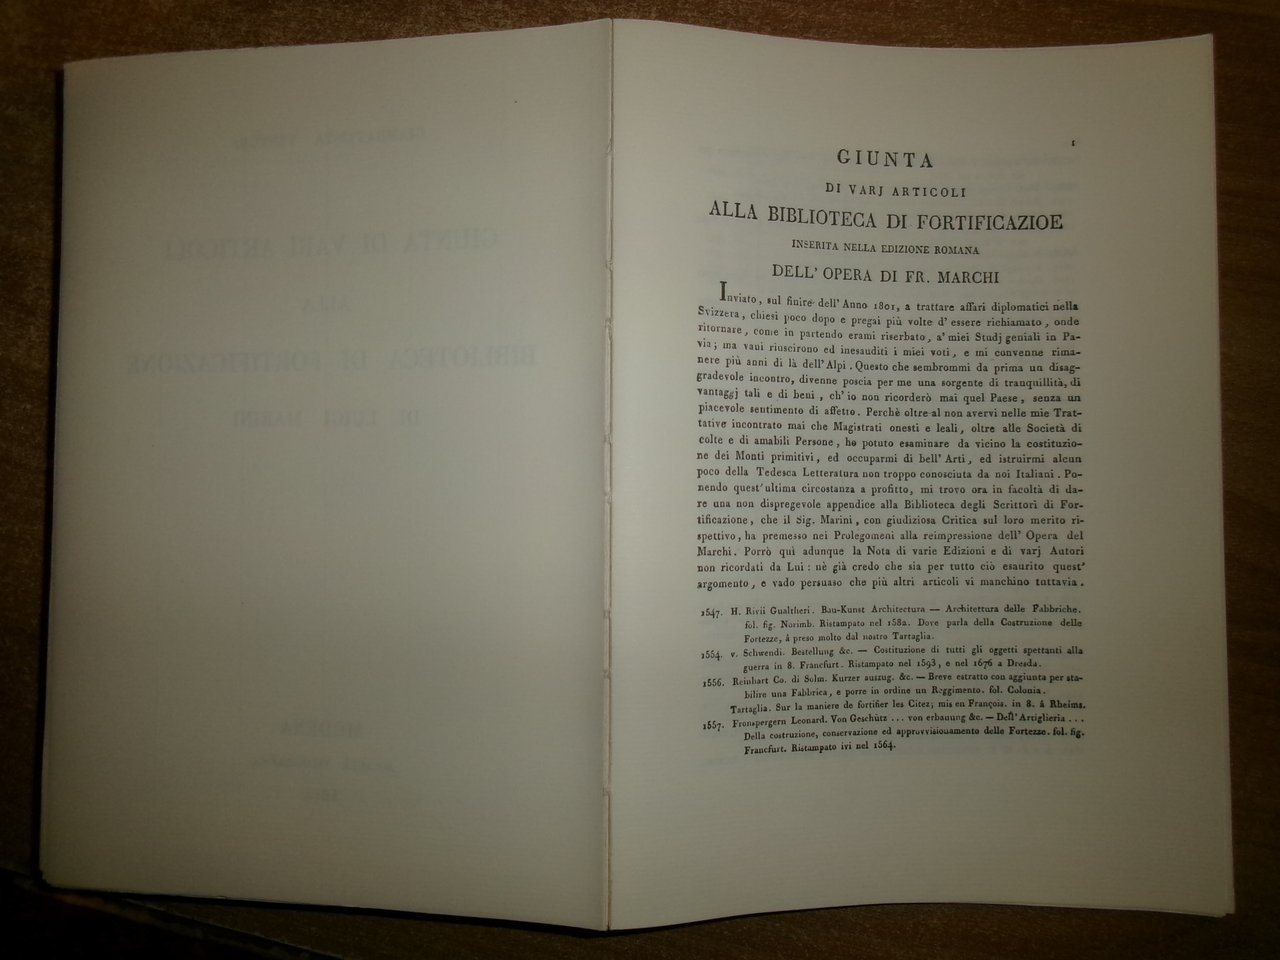 1
GIUNTA
DI VARJ ARTICOLI
ALLA BIBLIOTECA DI FORTIFICAZIOE
INSERITA NELLA EDIZIONE ROMANA
DELL' OPERA DI FR. MARCHI
Inviato, sul finire dell' Anno 1801, a trattare affari diplomatici nella
Svizzera, chiesi poco dopo e pregai più volte d' essere richiamato, onde
ritornare, come in partendo erami riserbato, a' miei Studj geniali in Pa-
via; ma vani riuscirono ed inesauditi i miei voti, e mi convenne rima-
nere più anni di là dell' Alpi. Questo che sembrommi da prima un disag-
gradevole incontro, divenne poscia per me una sorgente di tranquillità, di
vantaggj tali e di beni, ch' io non ricorderò mai quel Paese, senza un
piacevole sentimento di affetto. Perchè oltre al non avervi nelle mie Trat-
tative incontrato mai che Magistrati onesti e leali, oltre alle Società di
colte e di amabili Persone, ho potuto esaminare da vicino la costituzio-
ne dei Monti primitivi, ed occuparmi di bell' Arti, ed istruirmi alcun
poco della Tedesca Letteratura non troppo conosciuta da noi Italiani. Po-
nendo quest' ultima circostanza a profitto, mi trovo ora in facoltà di da-
re una non dispregevole appendice alla Biblioteca degli Scrittori di For-
tificazione, che il Sig. Marini, con giudiziosa Critica sul loro merito ri-
spettivo, ha premesso nei Prolegomeni alla reimpressione dell' Opera del
Marchi. Porrò quì adunque la Nota di varie Edizioni e di varj Autori
non ricordati da Lui: nè già credo che sia per tutto ciò esaurito quest'
argomento, e vado persuaso che più altri articoli vi manchino tuttavia.
1547. H. Rivii Gualtheri. Bau-Kunst Architectura — Architettura delle Fabbriche.
fol. fig. Norimb. Ristampato nel 1582. Dove parla della Costruzione delle
Fortezze, á preso molto dal nostro Tartaglia.
1554. v. Schwendi. Bestellung &c. — Costituzione di tutti gli oggetti spettanti alla
guerra in 8. Francfurt. Ristampato nel 1593, e nel 1676 a Dresda.
1556. Reinhart Co. di Solm. Kurzer auszug. &c. — Breve estratto con aggiunta per sta-
bilire una Fabbrica, e porre in ordine un Reggimento. fol. Colonia.
Tartaglia. Sur la maniere de fortifier les Citez; mis en François. in 8. á Rheims.
1557. Fronspergern Leonard. Von Geschütz . . . von erbauung &c. — Dell' Artiglieria . . .
Della costruzione, conservazione ed approvvisionamento delle Fortezze. fol. fig.
Francfurt. Ristampato ivi nel 1564.